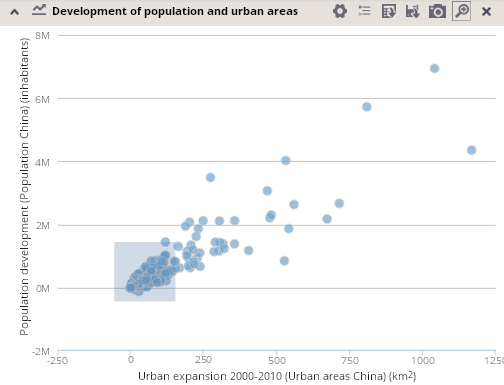 Development of population and urban areas
8M
6M
4M
2M
0M
-2M
Population development (Population China) (inhabitants)
-250
0
250
500
750
1000
1250
Urban expansion 2000-2010 (Urban areas China) (km²)